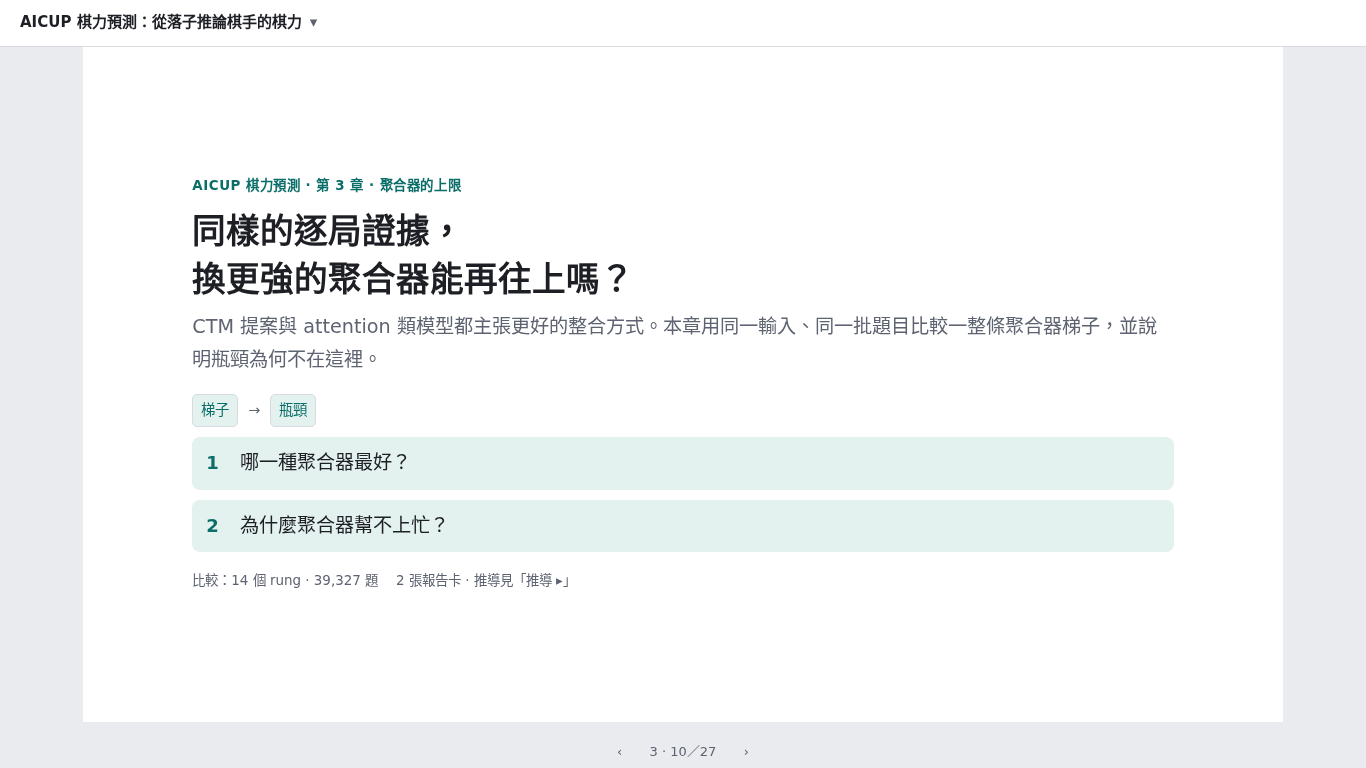 AICUP 棋力預測：從落子推論棋手的棋力 ▾
AICUP 棋力預測 · 第 3 章 · 聚合器的上限
同樣的逐局證據，
換更強的聚合器能再往上嗎？
CTM 提案與 attention 類模型都主張更好的整合方式。本章用同一輸入、同一批題目比較一整條聚合器梯子，並說
明瓶頸為何不在這裡。
梯子 → 瓶頸
1 哪一種聚合器最好？
2 為什麼聚合器幫不上忙？
比較：14 個 rung · 39,327 題 2 張報告卡 · 推導見「推導 ▸」
‹ 3 · 10／27 ›